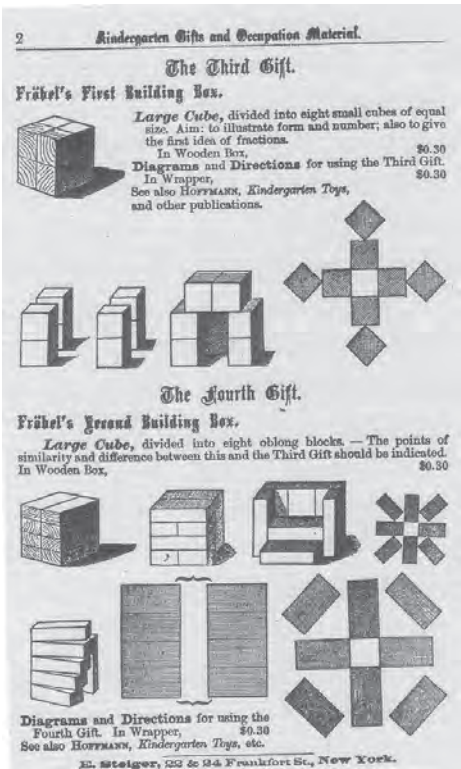 2 Kindergarten Gifts and Occupation Material.
The Third Gift.
Fröbel's First Building Box.
Large Cube, divided into eight small cubes of equal
size. Aim: to illustrate form and number; also to give
the first idea of fractions.
In Wooden Box, $0.30
Diagrams and Directions for using the Third Gift.
In Wrapper, $0.30
See also HOFFMANN, Kindergarten Toys,
and other publications.
The Fourth Gift.
Fröbel's Second Building Box.
Large Cube, divided into eight oblong blocks. — The points of
similarity and difference between this and the Third Gift should be indicated.
In Wooden Box, $0.30
Diagrams and Directions for using the
Fourth Gift. In Wrapper, $0.30
See also HOFFMANN, Kindergarten Toys, etc.
E. Steiger, 22 & 24 Frankfort St., New York.